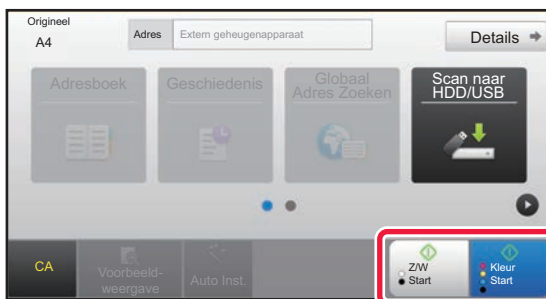 Origineel
A4
Adres
Extern geheugenapparaat
Details
Adresboek
Geschiedenis
Globaal
Adres Zoeken
Scan naar
HDD/USB
CA
Voorbeeld-
weergave
Auto Inst.
Z/W
Start
Kleur
Start